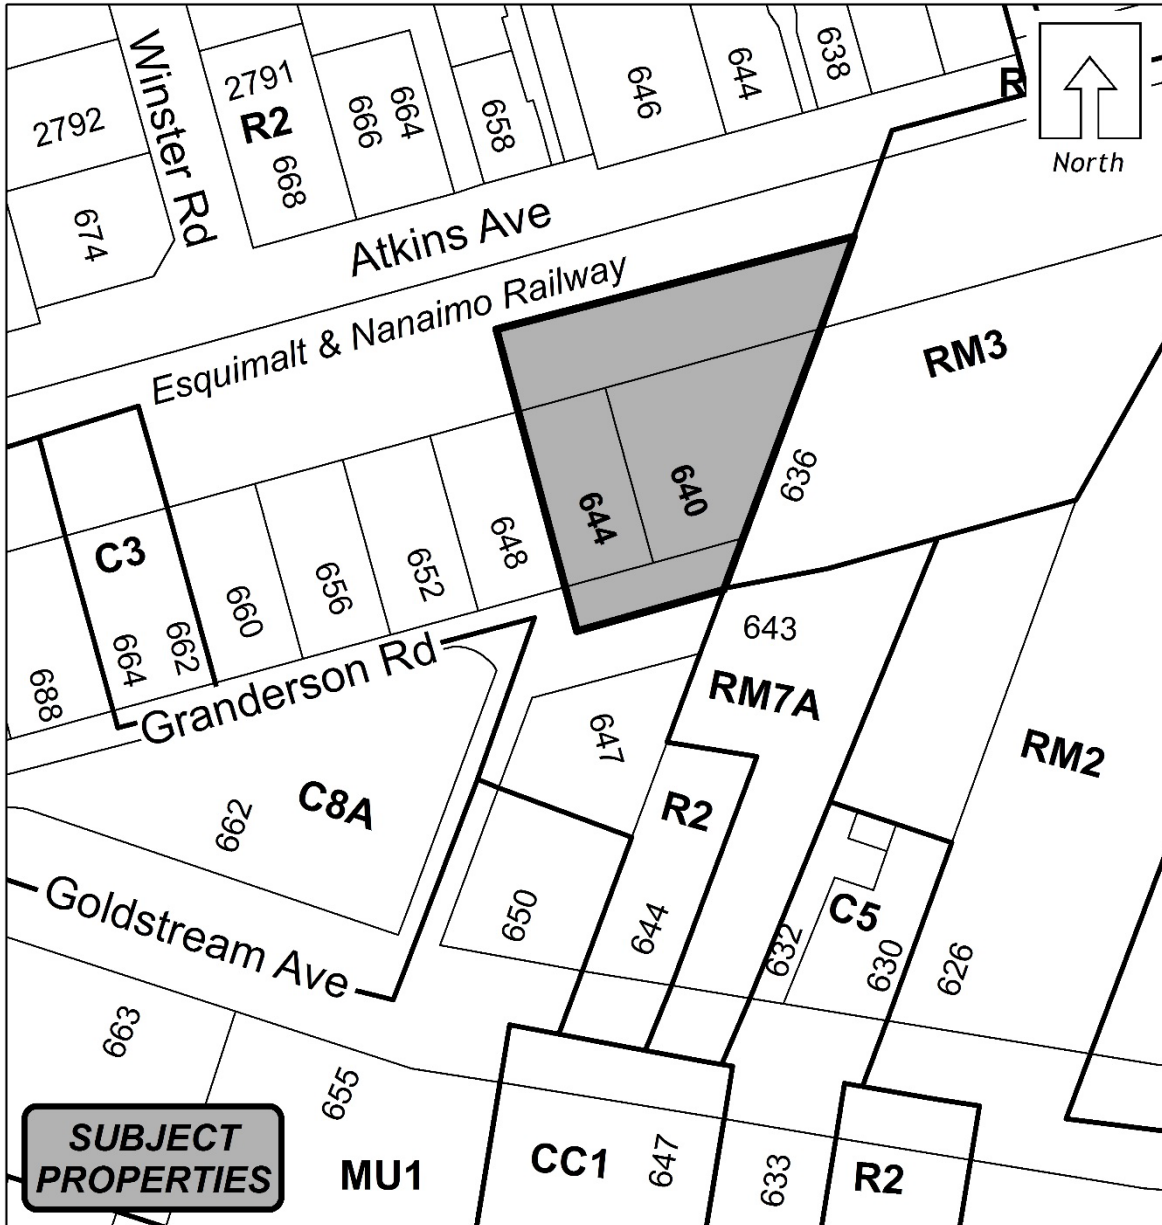 Winster Rd
2792
2791
R2
666
664
668
658
646
644
638
R
North
674
Atkins Ave
Esquimalt & Nanaimo Railway
RM3
636
640
644
648
652
656
660
C3
662
664
688
Granderson Rd
643
RM7A
647
RM2
R2
C8A
662
650
644
C5
632
630
626
Goldstream Ave
663
655
MU1
CC1
647
633
R2
SUBJECT
PROPERTIES